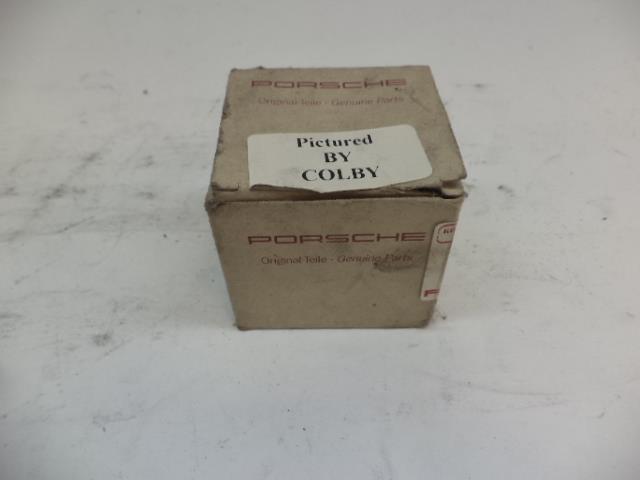 PORSCHE
Original-Teile - Genuine Parts
Pictured
BY
COLBY
PORSCHE
Original-Teile - Genuine Parts